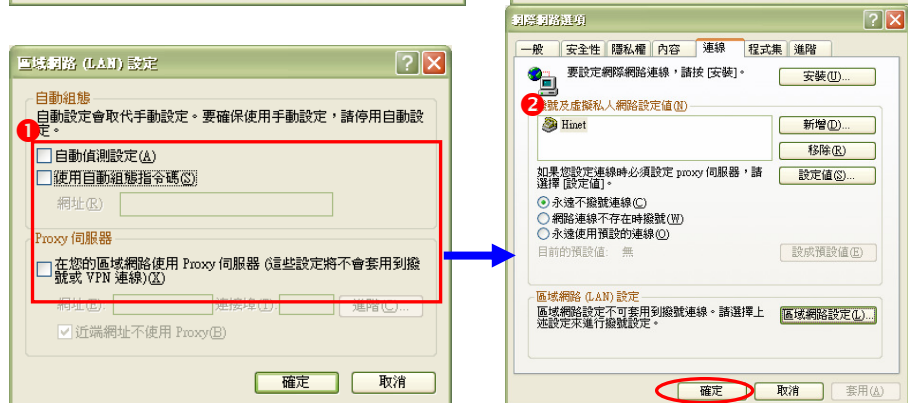 區域網路 (LAN) 設定
自動組態
自動設定會取代手動設定。要確保使用手動設定，請停用自動設
定。
1
自動偵測設定(A)
使用自動組態指令碼(S)
網址(R)
Proxy 伺服器
在您的區域網路使用 Proxy 伺服器 (這些設定將不會套用到撥
號或 VPN 連線)(X)
網址(E): 連接埠(T): 進階(C)...
近端網址不使用 Proxy(B)
確定 取消
網際網路選項
一般 安全性 隱私權 內容 連線 程式集 進階
要設定網際網路連線，請按 [安裝]。 安裝(U)...
2
撥號及虛擬私人網路設定值(N)
Hinet 新增(D)...
移除(R)
如果您設定連線時必須設定 proxy 伺服器，請
選擇 [設定值]。
設定值(S)...
永遠不撥號連線(C)
網路連線不存在時撥號(W)
永遠使用預設的連線(O)
目前的預設值: 無 設成預設值(E)
區域網路 (LAN) 設定
區域網路設定不可套用到撥號連線。請選擇上
述設定來進行撥號設定。
區域網路設定(L)...
確定 取消 套用(A)